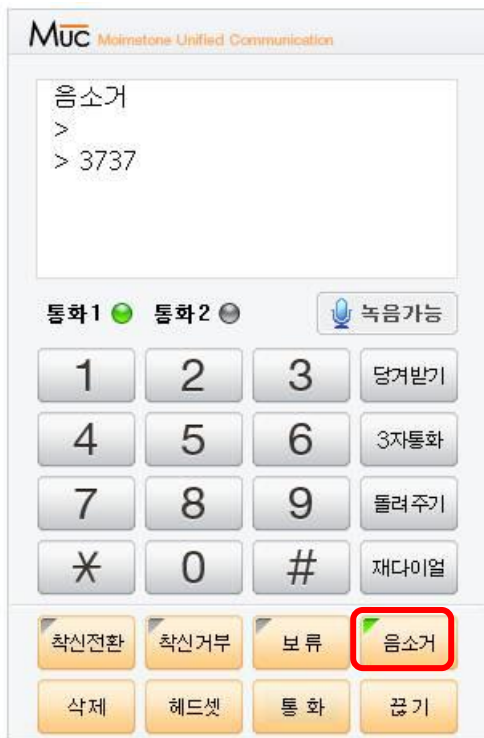 MUC Moimstone Unified Communication
음소거
>
> 3737
통화1 통화2 녹음가능
1 2 3 당겨받기
4 5 6 3자통화
7 8 9 돌려주기
* 0 # 재다이얼
착신전환 착신거부 보류 음소거
삭제 헤드셋 통화 끊기